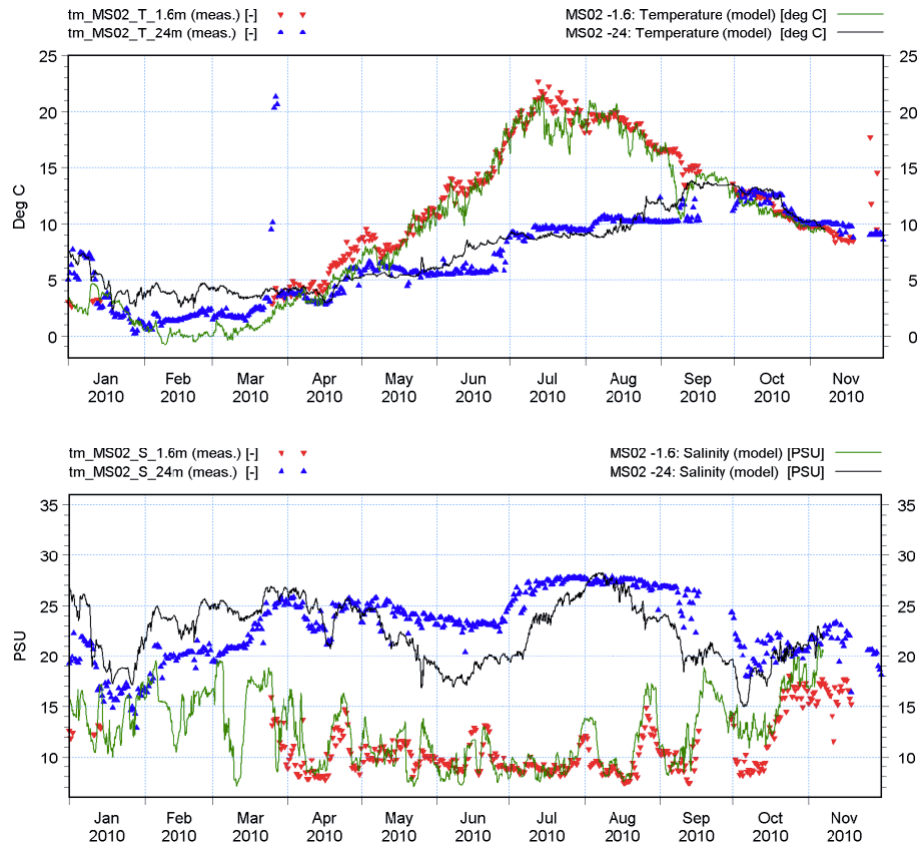 tm_MS02_T_1.6m (meas.) [-] MS02 -1.6: Temperature (model) [deg C]
tm_MS02_T_24m (meas.) [-] MS02 -24: Temperature (model) [deg C]
25 25
20 20
15 15
Deg C
10 10
5 5
0 0
Jan Feb Mar Apr May Jun Jul Aug Sep Oct Nov
2010 2010 2010 2010 2010 2010 2010 2010 2010 2010 2010
tm_MS02_S_1.6m (meas.) [-] MS02 -1.6: Salinity (model) [PSU]
tm_MS02_S_24m (meas.) [-] MS02 -24: Salinity (model) [PSU]
35 35
30 30
25 25
PSU
20 20
15 15
10 10
Jan Feb Mar Apr May Jun Jul Aug Sep Oct Nov
2010 2010 2010 2010 2010 2010 2010 2010 2010 2010 2010